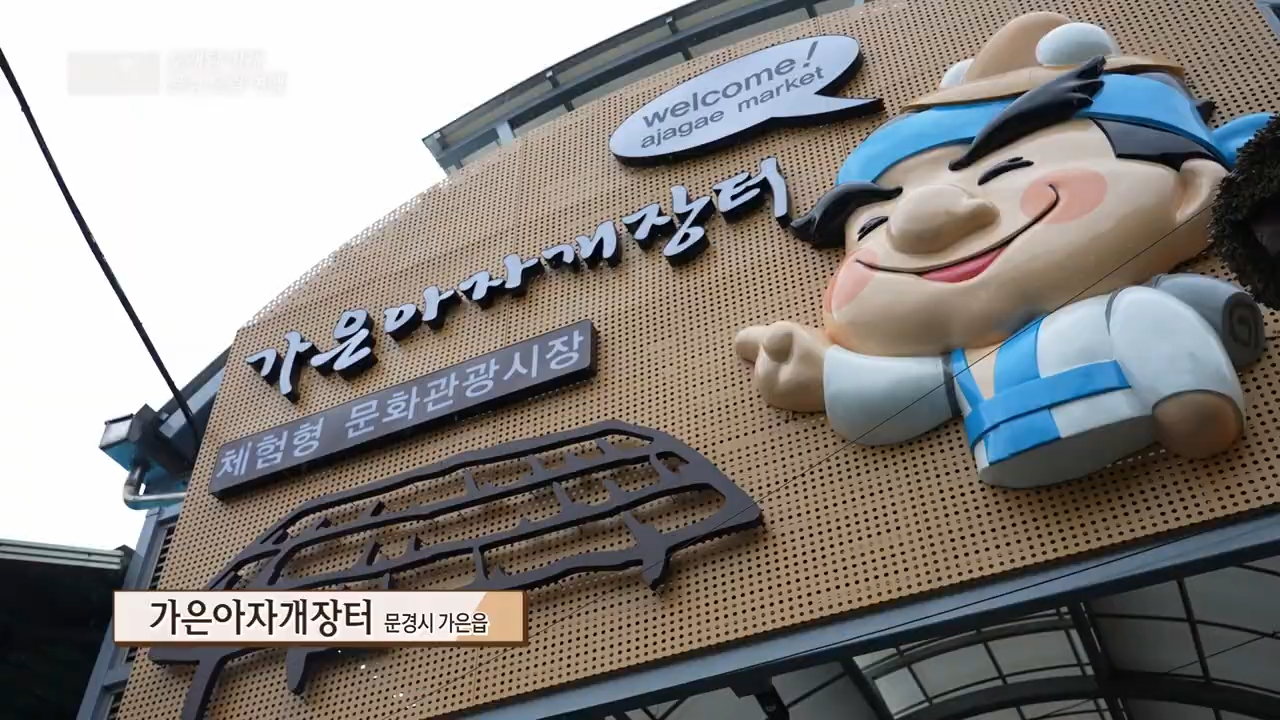 welcome!
ajagae market
가은아자개장터
체험형 문화관광시장
가은아자개장터 문경시 가은읍